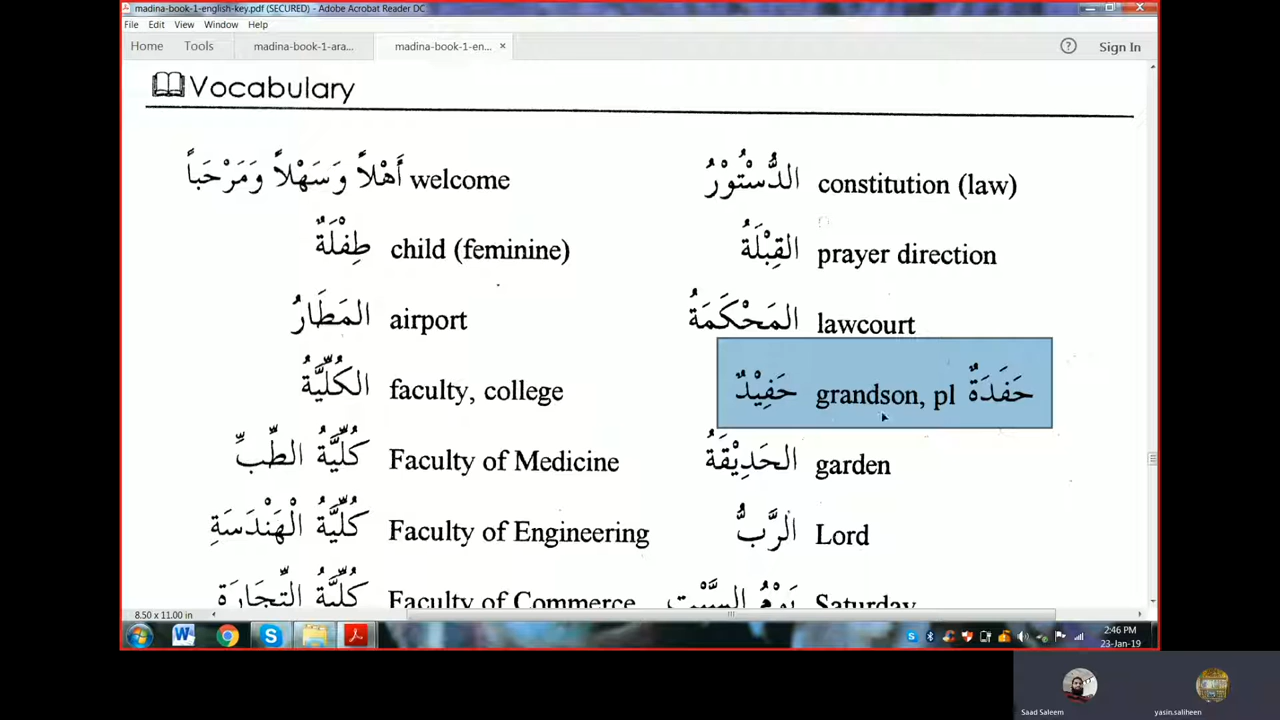 madina-book-1-english-key.pdf (SECURED) - Adobe Acrobat Reader DC
File Edit View Window Help
Home Tools madina-book-1-ara... madina-book-1-en... × ? Sign In
Vocabulary
أَهْلاً وَسَهْلاً وَمَرْحَباً welcome
الدُّسْتُوْرُ constitution (law)
طِفْلَةٌ child (feminine)
القِبْلَةُ prayer direction
المَطَارُ airport
المَحْكَمَةُ lawcourt
الكُلِّيَّةُ faculty, college
حَفِيْدٌ grandson, pl حَفَدَةٌ
كُلِّيَّةُ الطِّبِّ Faculty of Medicine
الحَدِيْقَةُ garden
كُلِّيَّةُ الْهَنْدَسَةِ Faculty of Engineering
الرَّبُّ Lord
كُلِّيَّةُ التِّجَارَةِ Faculty of Commerce
يَوْمُ السَّبْتِ Saturday
8.50 x 11.00 in
2:46 PM
23-Jan-19
Saad Saleem
yasin,saliheen